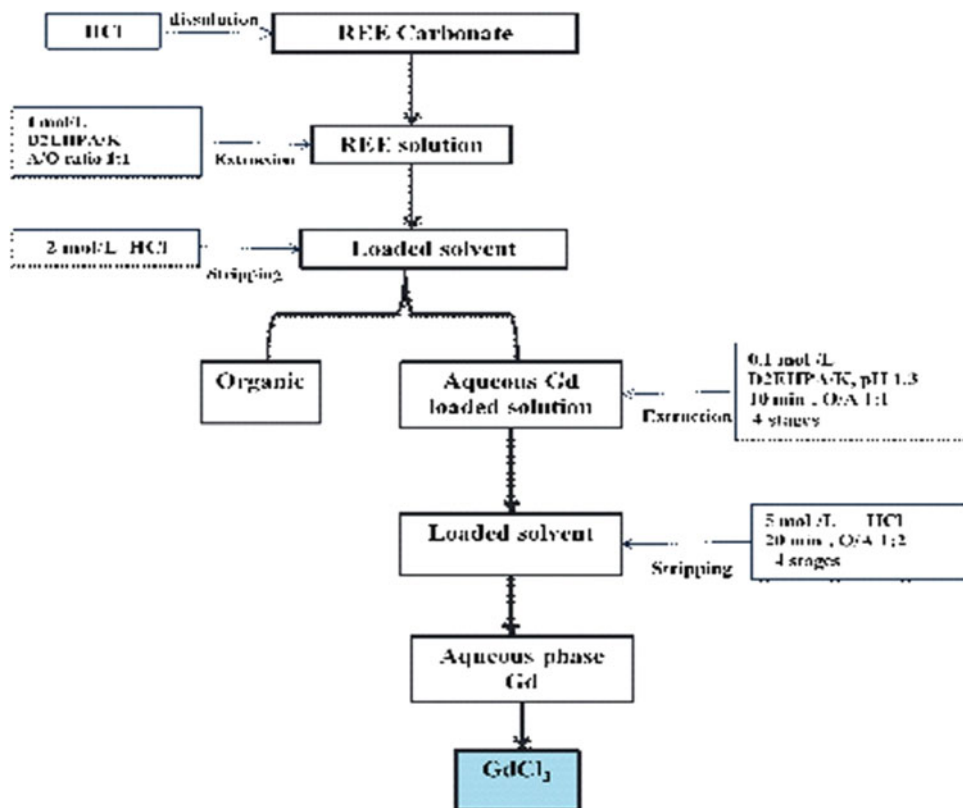 HCl
dissolution
REE Carbonate
1 mol/L
D2EHPA/K
A/O ratio 1:1
Extraction
REE solution
2 mol/L HCl
Stripping
Loaded solvent
Organic
Aqueous Gd
loaded solution
0.1 mol /L
D2EHPA/K, pH 1.3
10 min , O/A 1:1
4 stages
Extraction
Loaded solvent
5 mol /L HCl
20 min , O/A 1:2
4 stages
Stripping
Aqueous phase
Gd
GdCl₃